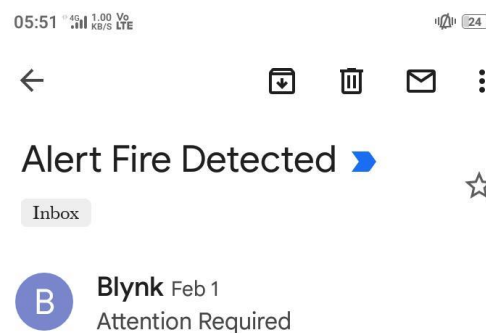 05:51 4G 1.00 KB/S Vo LTE 24
Alert Fire Detected
Inbox
B
Blynk Feb 1
Attention Required